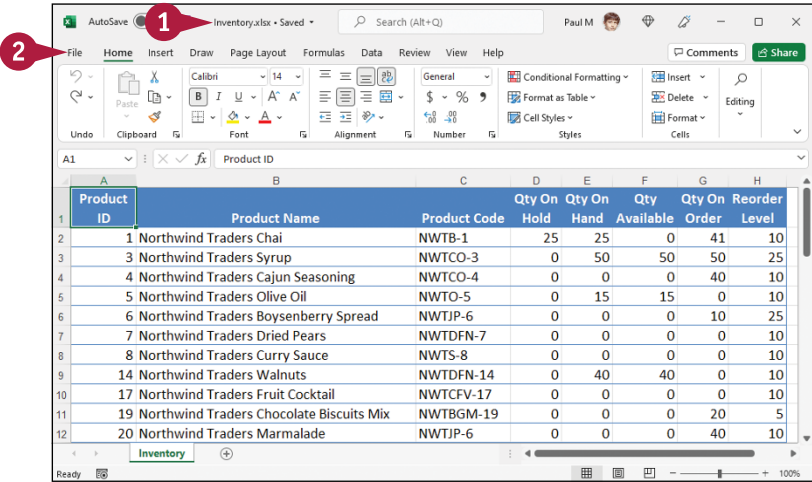 1
AutoSave Inventory.xlsx • Saved Search (Alt+Q) Paul M
2
File Home Insert Draw Page Layout Formulas Data Review View Help Comments Share
Calibri 14 General Conditional Formatting Insert
Paste B I U A A $ % 9 Format as Table Delete Editing
A Cell Styles Format
Undo Clipboard Font Alignment Number Styles Cells
A1 fx Product ID
A B C D E F G H
1 Product ID Product Name Product Code Qty On Hold Qty On Hand Qty Available Qty On Order Reorder Level
2 1 Northwind Traders Chai NWTB-1 25 25 0 41 10
3 3 Northwind Traders Syrup NWTCO-3 0 50 50 50 25
4 4 Northwind Traders Cajun Seasoning NWTCO-4 0 0 0 40 10
5 5 Northwind Traders Olive Oil NWTO-5 0 15 15 0 10
6 6 Northwind Traders Boysenberry Spread NWTJP-6 0 0 0 10 25
7 7 Northwind Traders Dried Pears NWTDFN-7 0 0 0 0 10
8 8 Northwind Traders Curry Sauce NWTS-8 0 0 0 0 10
9 14 Northwind Traders Walnuts NWTDFN-14 0 40 40 0 10
10 17 Northwind Traders Fruit Cocktail NWTCFV-17 0 0 0 0 10
11 19 Northwind Traders Chocolate Biscuits Mix NWTBGM-19 0 0 0 20 5
12 20 Northwind Traders Marmalade NWTJP-6 0 0 0 40 10
Inventory
Ready 100%